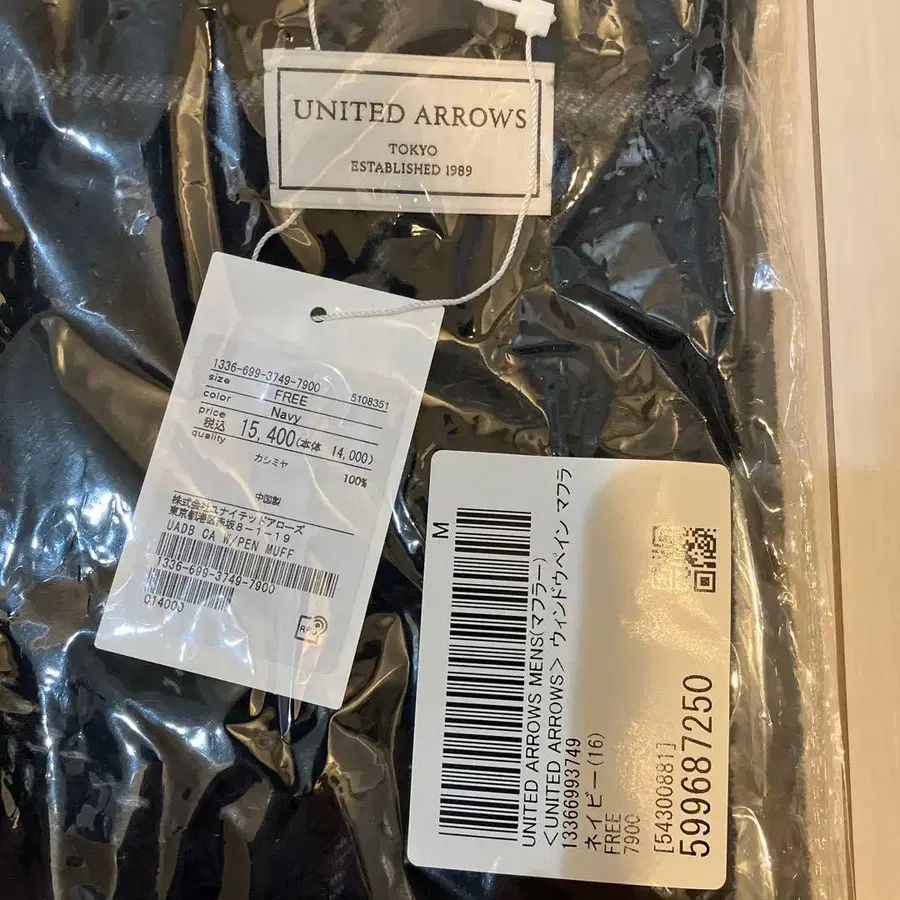 UNITED ARROWS
TOKYO
ESTABLISHED 1989
1336-699-3749-7900
size FREE 5108351
color Navy
price 税込 15,400(本体 14,000)
quality
カシミヤ 100%
中国製
株式会社ユナイテッドアローズ
東京都港区赤坂8-1-19
UADB CA W/PEN MUFF
1336-699-3749-7900
014000
RFID
M
UNITED ARROWS MENS(マフラー)
<UNITED ARROWS> ウィンドウペイン マフラ
1336693749
ネイビー(16)
FREE
7900
[54300881]
599687250